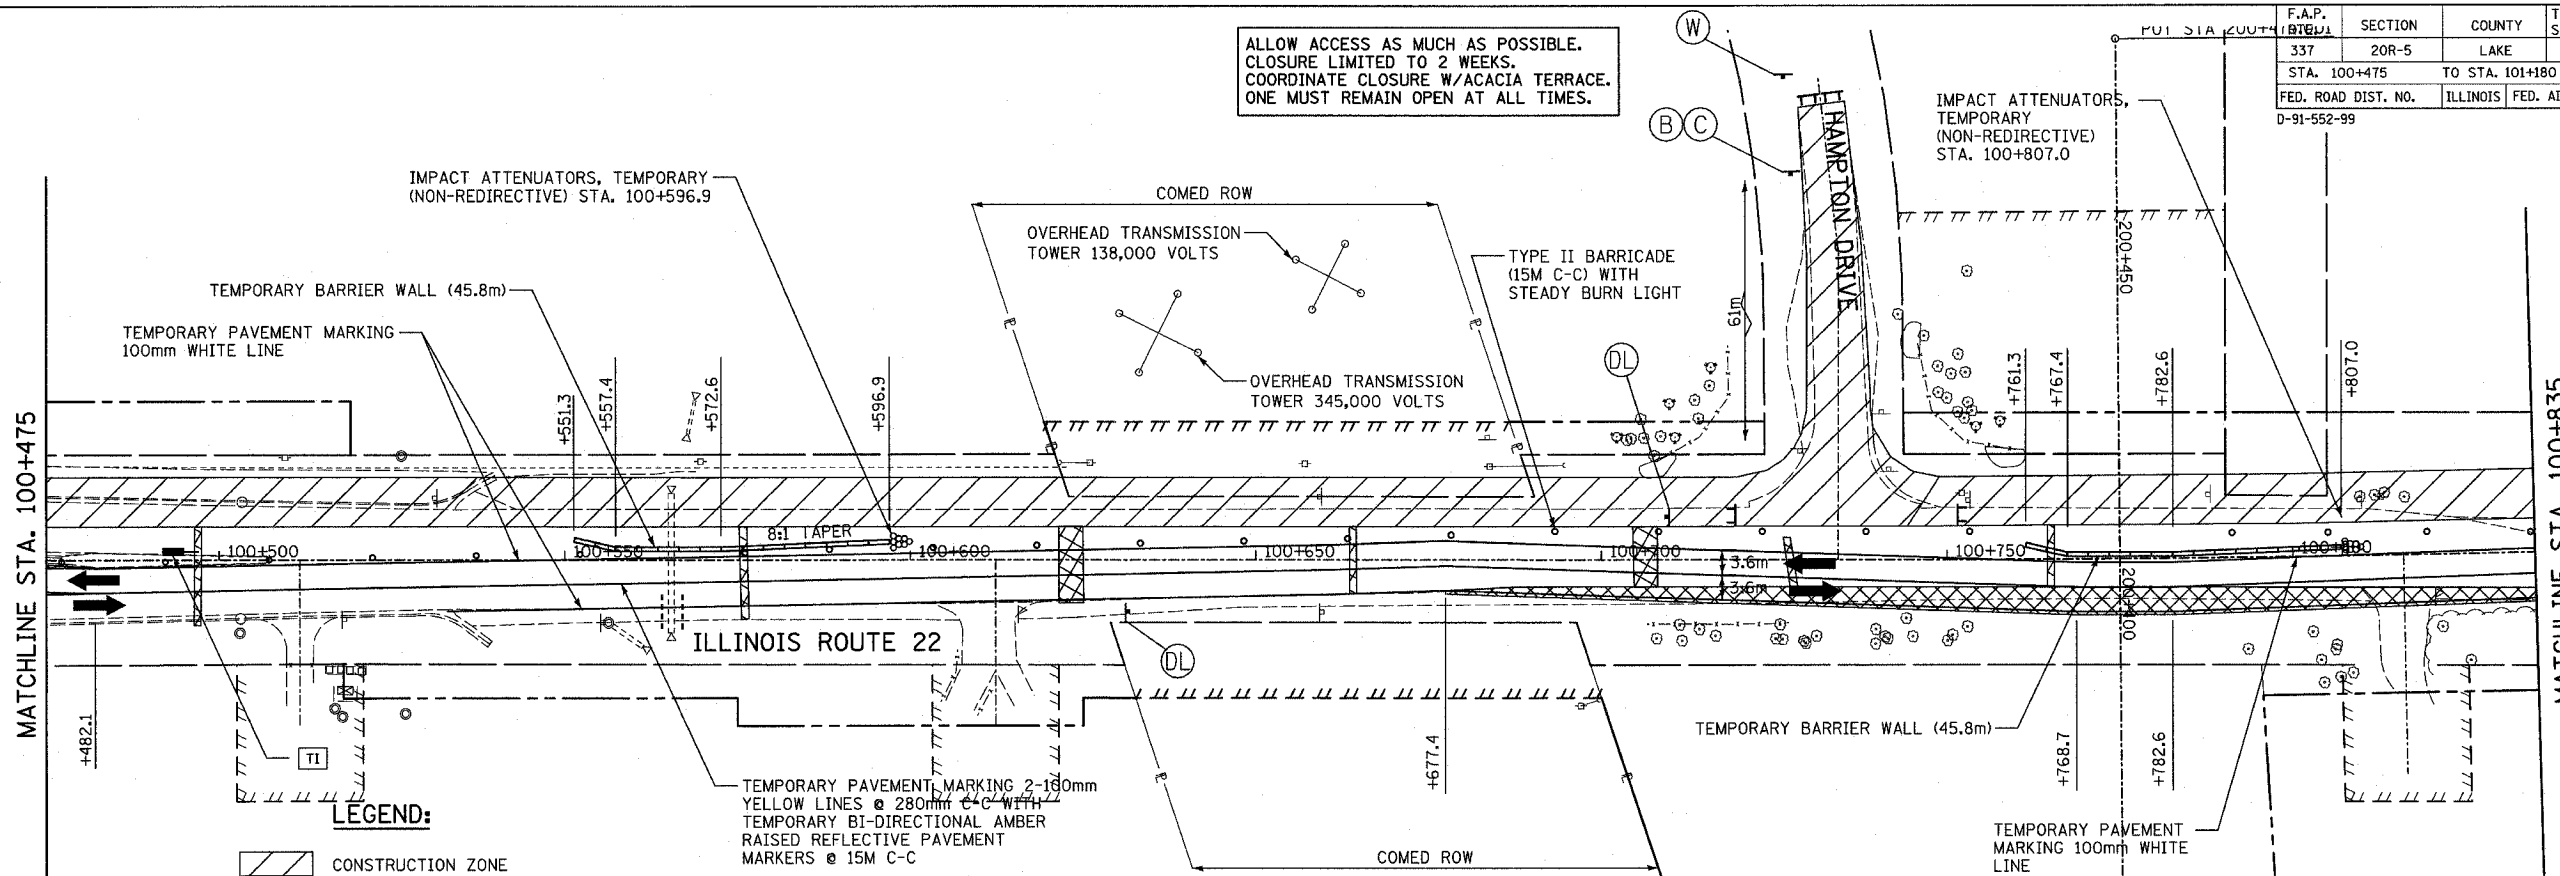 F.A.P.
SECTION
COUNTY
337
20R-5
LAKE
STA. 100+475
TO STA. 101+180
FED. ROAD DIST. NO.
ILLINOIS
FED. AI
D-91-552-99
ALLOW ACCESS AS MUCH AS POSSIBLE.
CLOSURE LIMITED TO 2 WEEKS.
COORDINATE CLOSURE W/ACACIA TERRACE.
ONE MUST REMAIN OPEN AT ALL TIMES.
W
B C
HAMPTON DRIVE
IMPACT ATTENUATORS,
TEMPORARY
(NON-REDIRECTIVE)
STA. 100+807.0
IMPACT ATTENUATORS, TEMPORARY
(NON-REDIRECTIVE) STA. 100+596.9
COMED ROW
OVERHEAD TRANSMISSION
TOWER 138,000 VOLTS
TYPE II BARRICADE
(15M C-C) WITH
STEADY BURN LIGHT
61m
200+450
TEMPORARY BARRIER WALL (45.8m)
TEMPORARY PAVEMENT MARKING
100mm WHITE LINE
OVERHEAD TRANSMISSION
TOWER 345,000 VOLTS
DL
+551.3
+557.4
+572.6
+596.9
+761.3
+767.4
+782.6
+807.0
MATCHLINE STA. 100+475
MATCHLINE STA. 100+835
8:1 TAPER
100+500
100+550
100+600
100+650
100+700
100+750
3.6m
3.6m
200+400
ILLINOIS ROUTE 22
DL
+482.1
TI
+677.4
TEMPORARY BARRIER WALL (45.8m)
+768.7
+782.6
TEMPORARY PAVEMENT MARKING 2-100mm
YELLOW LINES @ 280mm C-C WITH
TEMPORARY BI-DIRECTIONAL AMBER
RAISED REFLECTIVE PAVEMENT
MARKERS @ 15M C-C
TEMPORARY PAVEMENT
MARKING 100mm WHITE
LINE
COMED ROW
LEGEND:
CONSTRUCTION ZONE